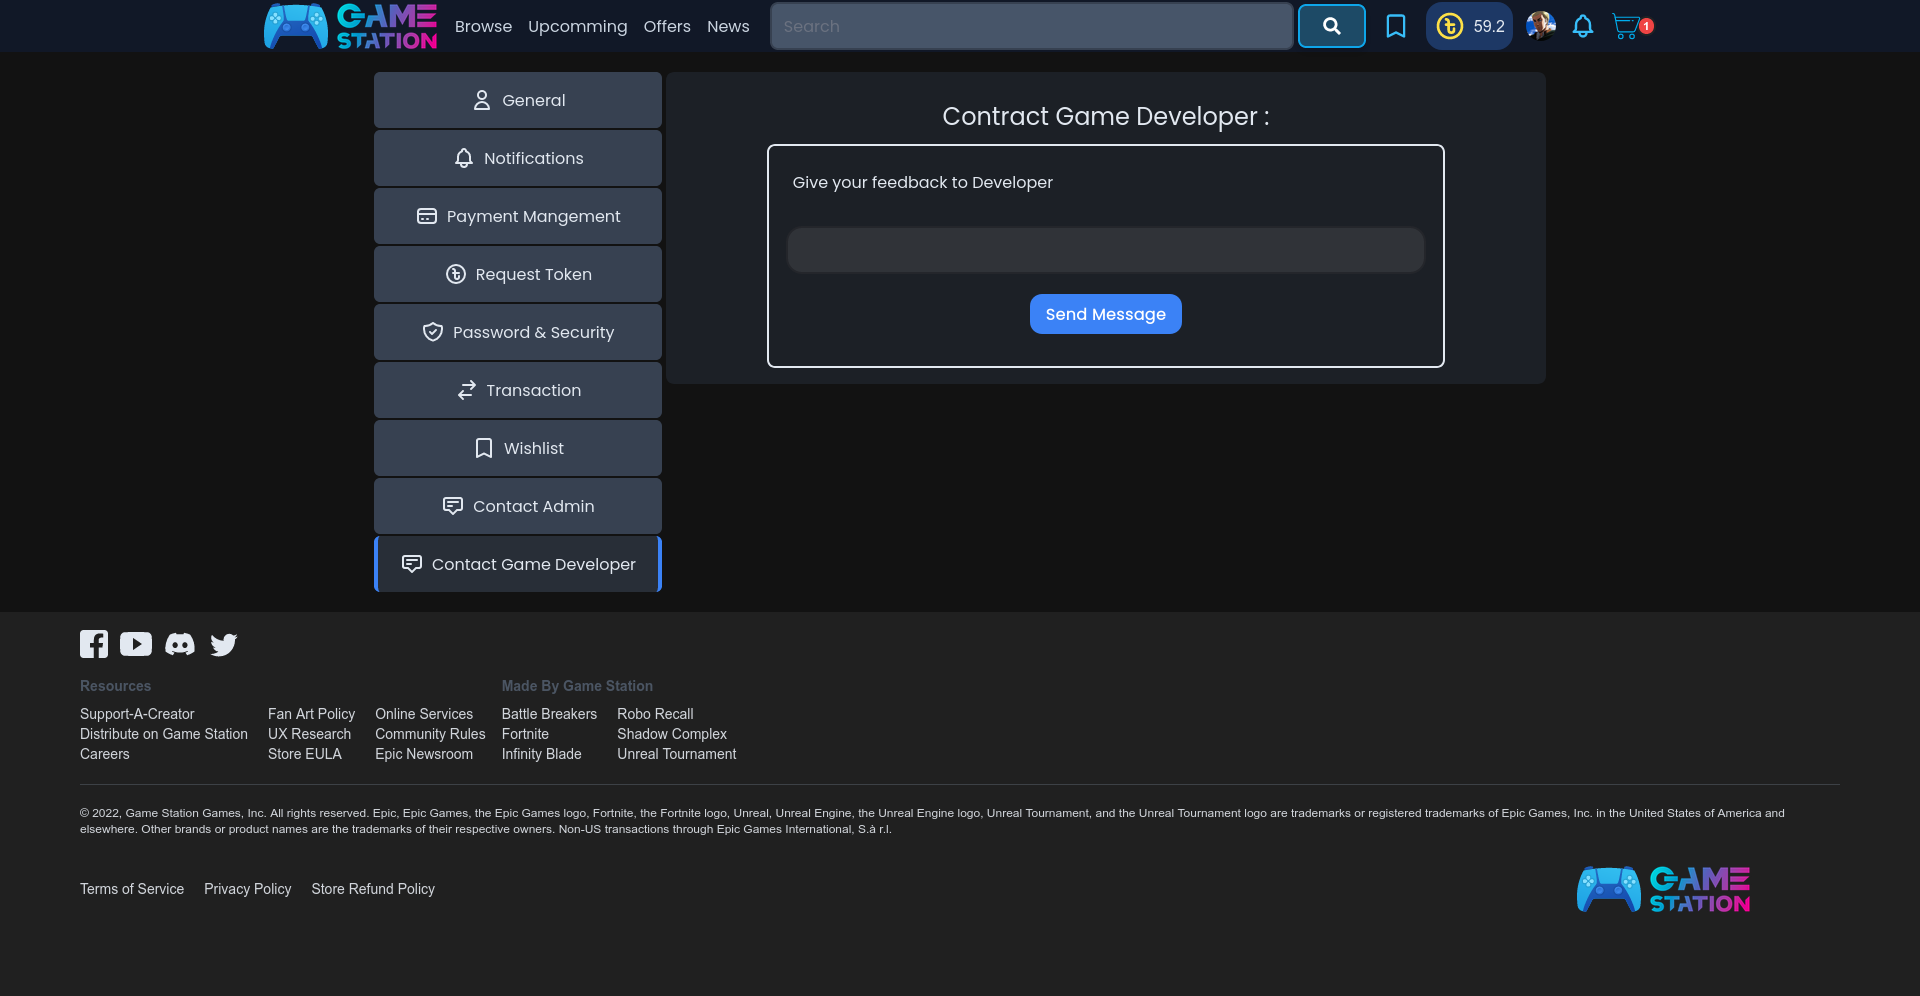 GAME
STATION
Browse Upcomming Offers News
Search
59.2
1
General
Notifications
Payment Mangement
Request Token
Password & Security
Transaction
Wishlist
Contact Admin
Contact Game Developer
Contract Game Developer :
Give your feedback to Developer
Send Message
Resources
Support-A-Creator Fan Art Policy Online Services
Distribute on Game Station UX Research Community Rules
Careers Store EULA Epic Newsroom
Made By Game Station
Battle Breakers Robo Recall
Fortnite Shadow Complex
Infinity Blade Unreal Tournament
© 2022, Game Station Games, Inc. All rights reserved. Epic, Epic Games, the Epic Games logo, Fortnite, the Fortnite logo, Unreal, Unreal Engine, the Unreal Engine logo, Unreal Tournament, and the Unreal Tournament logo are trademarks or registered trademarks of Epic Games, Inc. in the United States of America and
elsewhere. Other brands or product names are the trademarks of their respective owners. Non-US transactions through Epic Games International, S.à r.l.
Terms of Service Privacy Policy Store Refund Policy
GAME
STATION